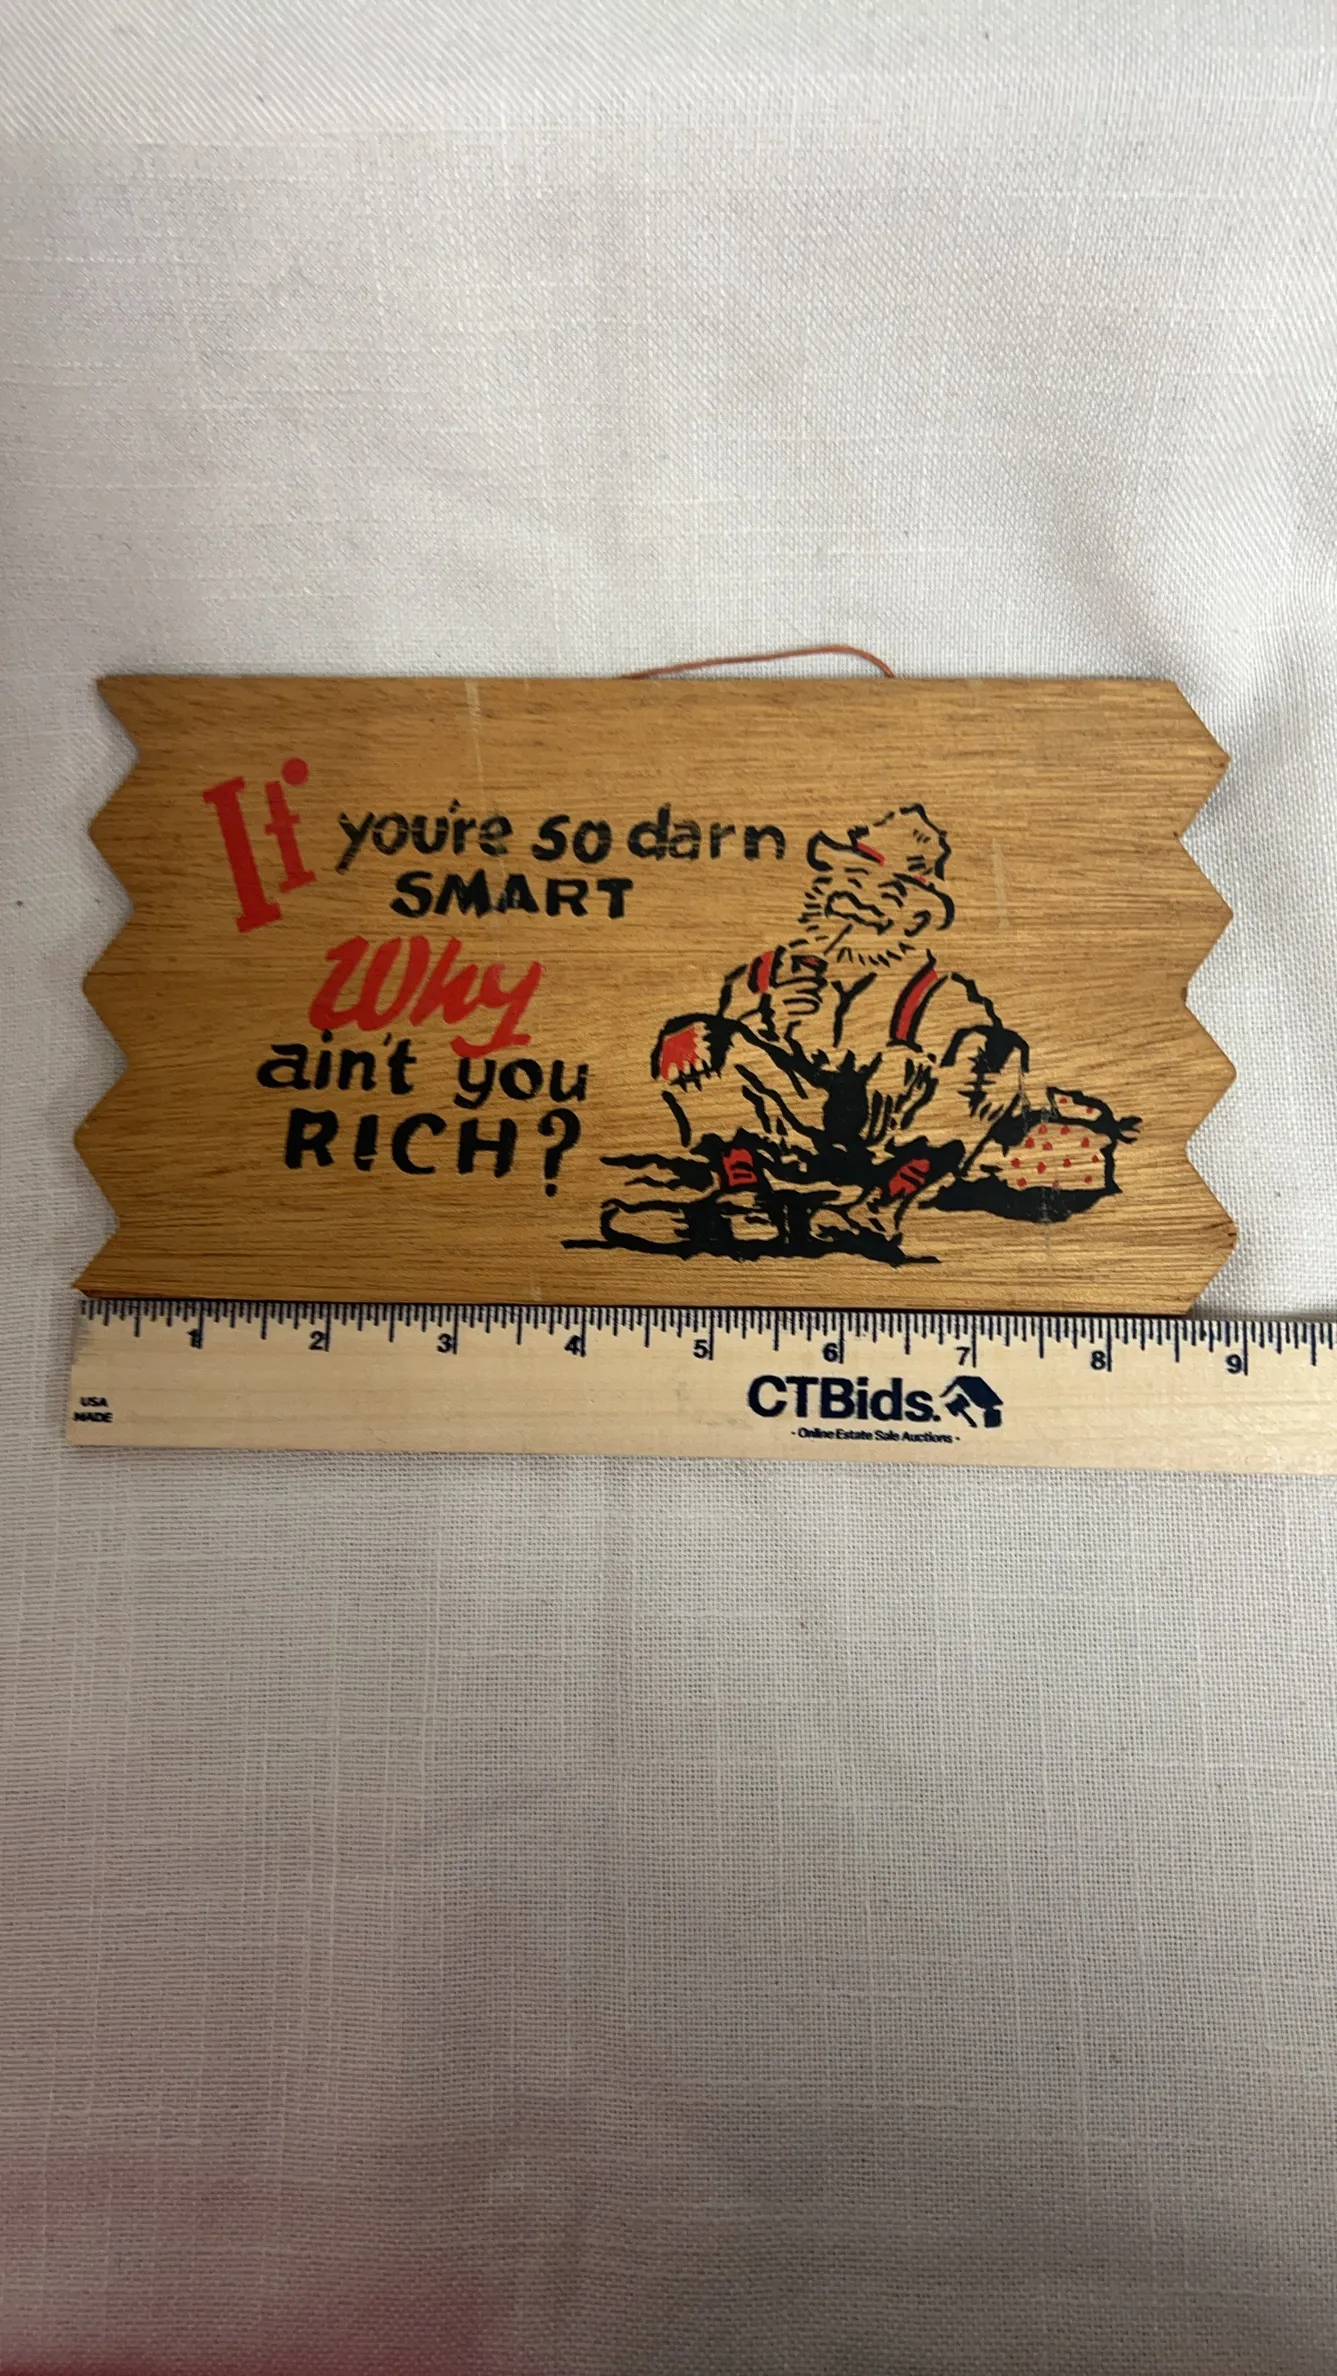 If you're so darn
SMART
Why
ain't you
RICH?
1 2 3 4 5 6 7 8 9
USA
MADE
CTBids.
- Online Estate Sale Auctions -